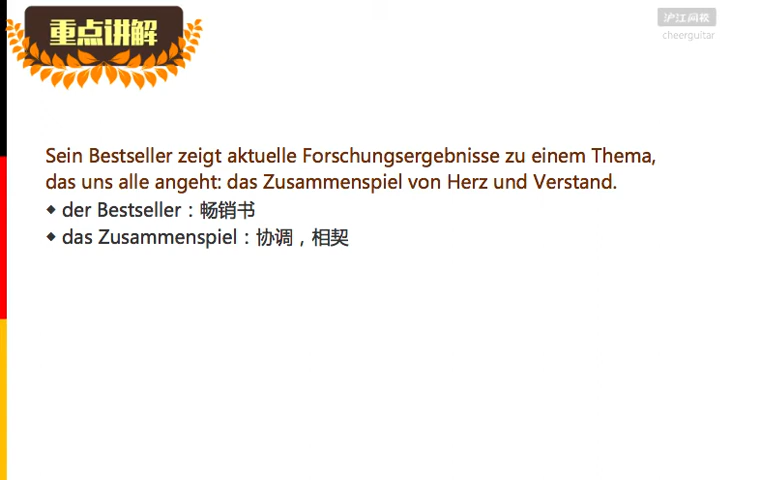 重点讲解
沪江网校
cheerguitar
Sein Bestseller zeigt aktuelle Forschungsergebnisse zu einem Thema,
das uns alle angeht: das Zusammenspiel von Herz und Verstand.
◆ der Bestseller：畅销书
◆ das Zusammenspiel：协调，相契